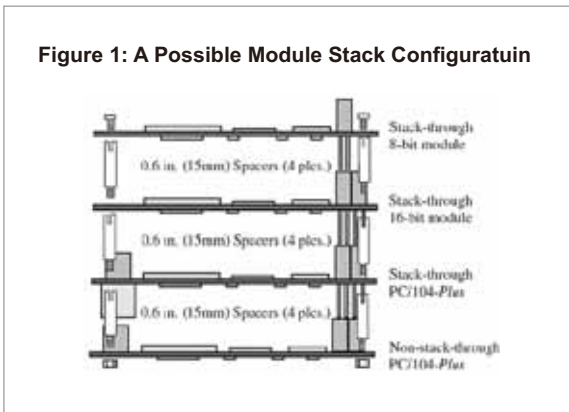 Figure 1: A Possible Module Stack Configuratuin
Stack-through
8-bit module
0.6 in. (15mm) Spacers (4 plcs.)
Stack-through
16-bit module
0.6 in. (15mm) Spacers (4 plcs.)
Stack-through
PC/104-Plus
0.6 in. (15mm) Spacers (4 plcs.)
Non-stack-through
PC/104-Plus